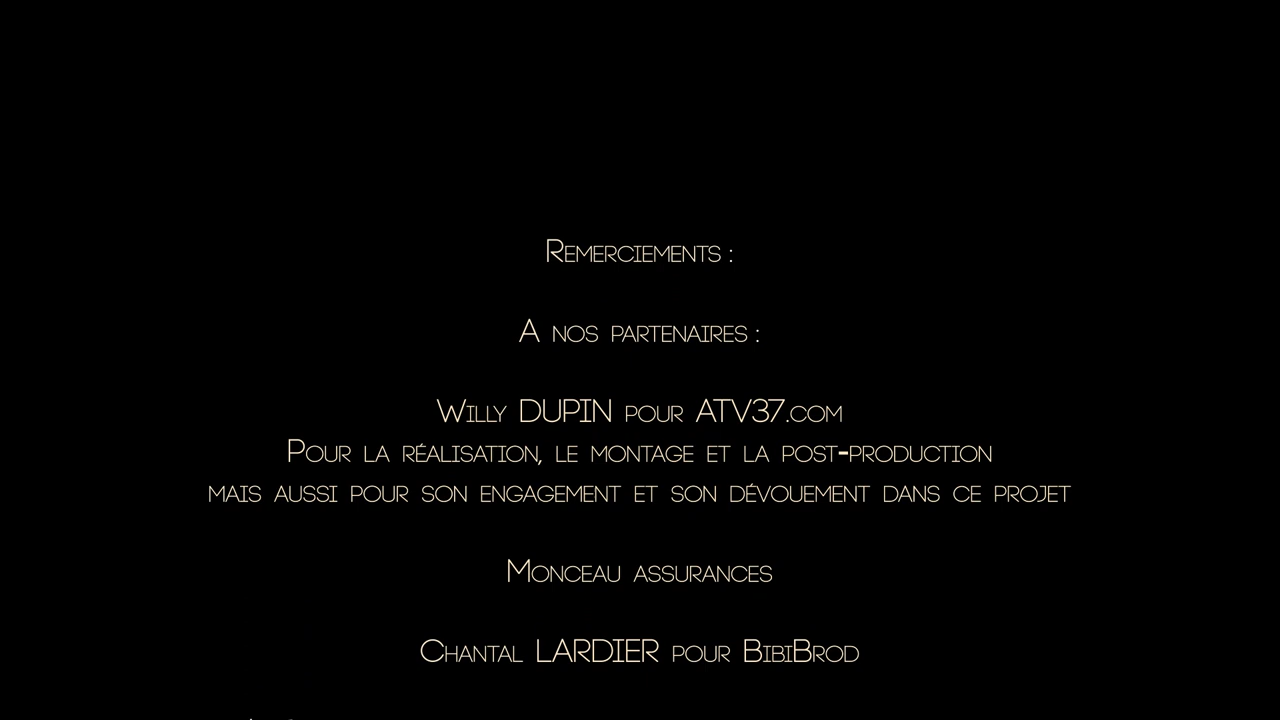 Remerciements :
A nos partenaires :
Willy DUPIN pour ATV37.com
Pour la réalisation, le montage et la post-production
mais aussi pour son engagement et son dévouement dans ce projet
Monceau assurances
Chantal LARDIER pour BibiBrod